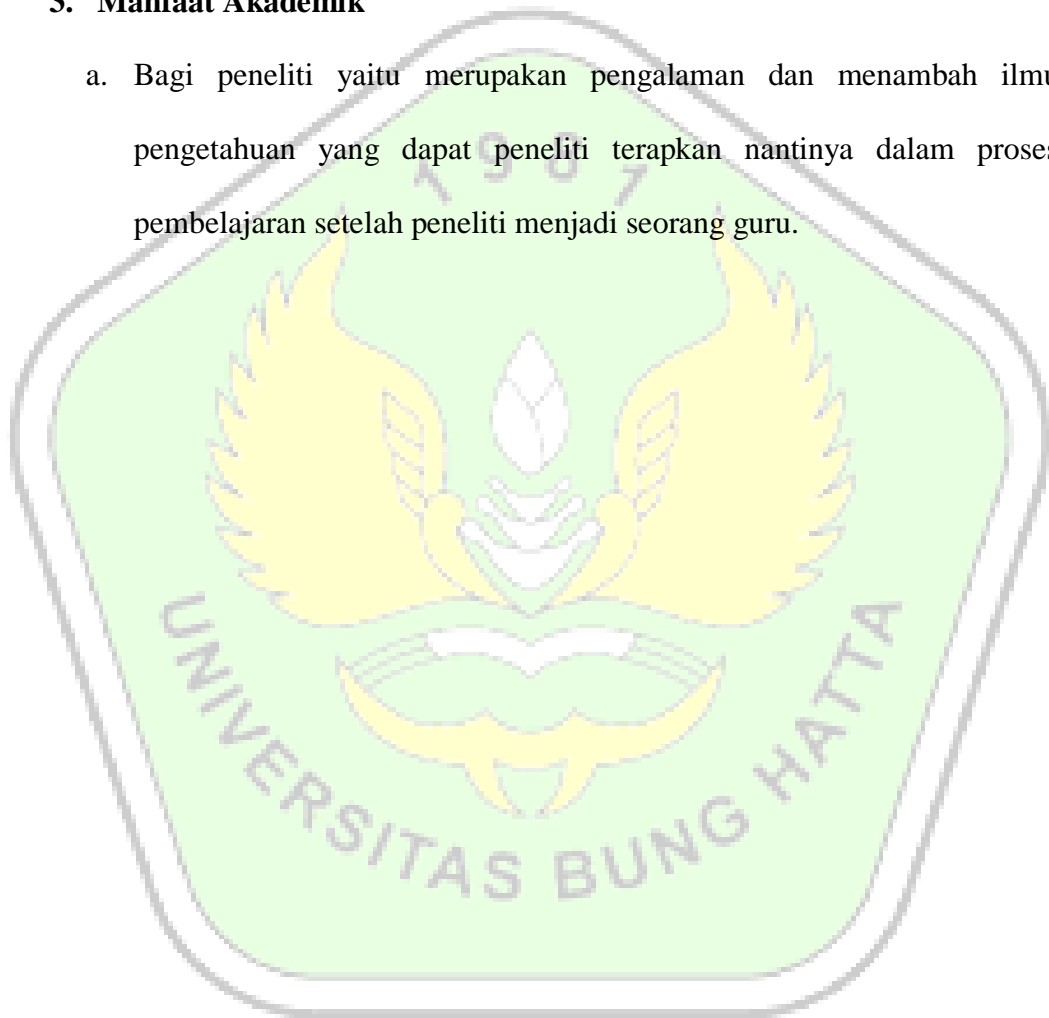 3. Manfaat Akademik
a. Bagi peneliti yaitu merupakan pengalaman dan menambah ilmu
pengetahuan yang dapat peneliti terapkan nantinya dalam proses
pembelajaran setelah peneliti menjadi seorang guru.
1981
UNIVERSITAS BUNG HATTA